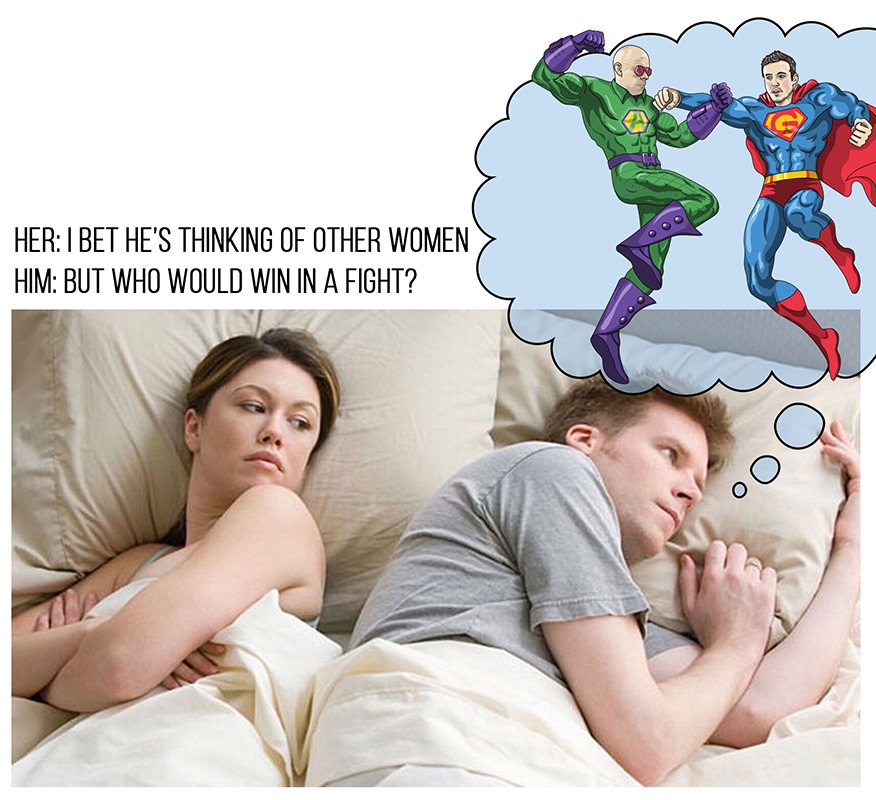 HER: I BET HE'S THINKING OF OTHER WOMEN
HIM: BUT WHO WOULD WIN IN A FIGHT?
A
G